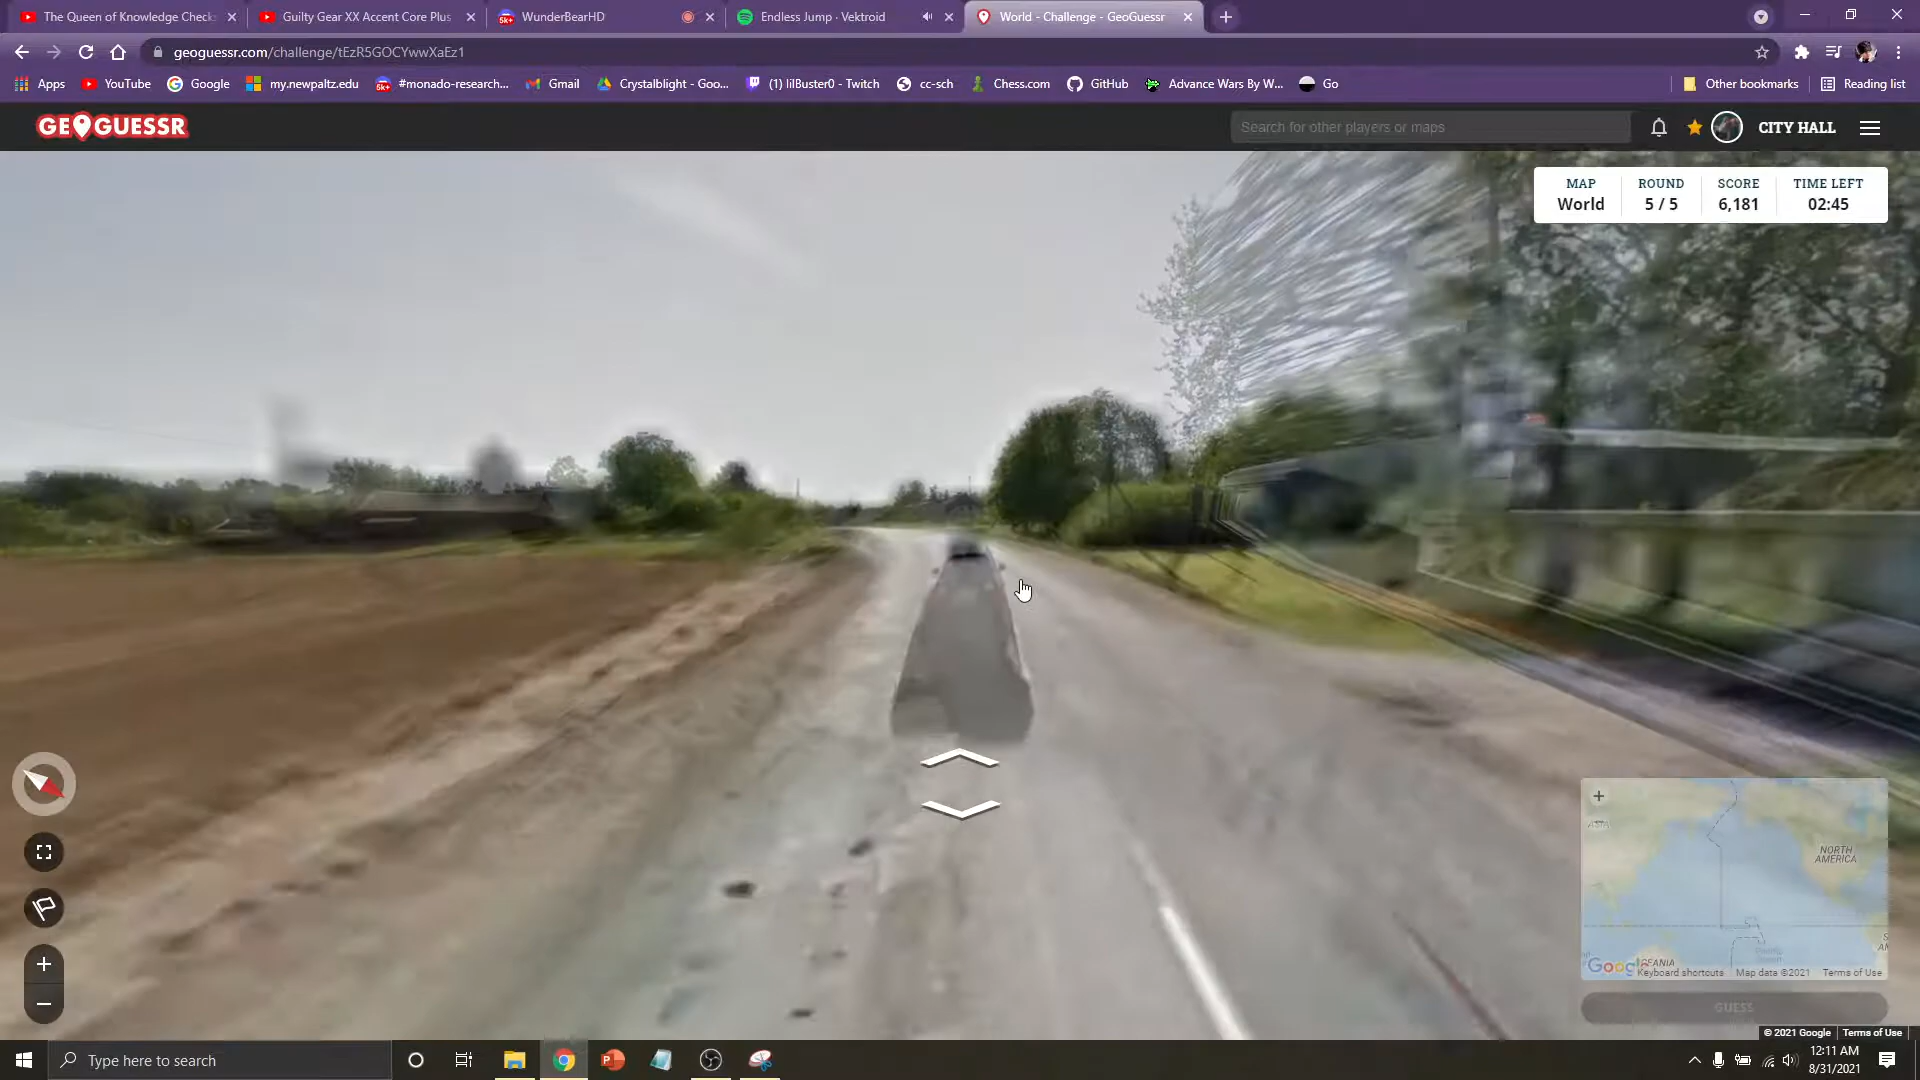 The Queen of Knowledge Check
Guilty Gear XX Accent Core Plus
WunderBearHD
Endless Jump · Vektroid
World - Challenge - GeoGuessr
geoguessr.com/challenge/tEzR5GOCYwwXaEz1
Apps
YouTube
Google
my.newpaltz.edu
#monado-research...
Gmail
Crystalblight - Goo...
(1) lilBuster0 - Twitch
cc-sch
Chess.com
GitHub
Advance Wars By W...
Go
Other bookmarks
Reading list
GEOGUESSR
Search for other players or maps
CITY HALL
MAP
World
ROUND
5 / 5
SCORE
6,181
TIME LEFT
02:45
ASIA
NORTH
AMERICA
OCEANIA
Google
Keyboard shortcuts
Map data ©2021
Terms of Use
GUESS
© 2021 Google
Terms of Use
Type here to search
12:11 AM
8/31/2021